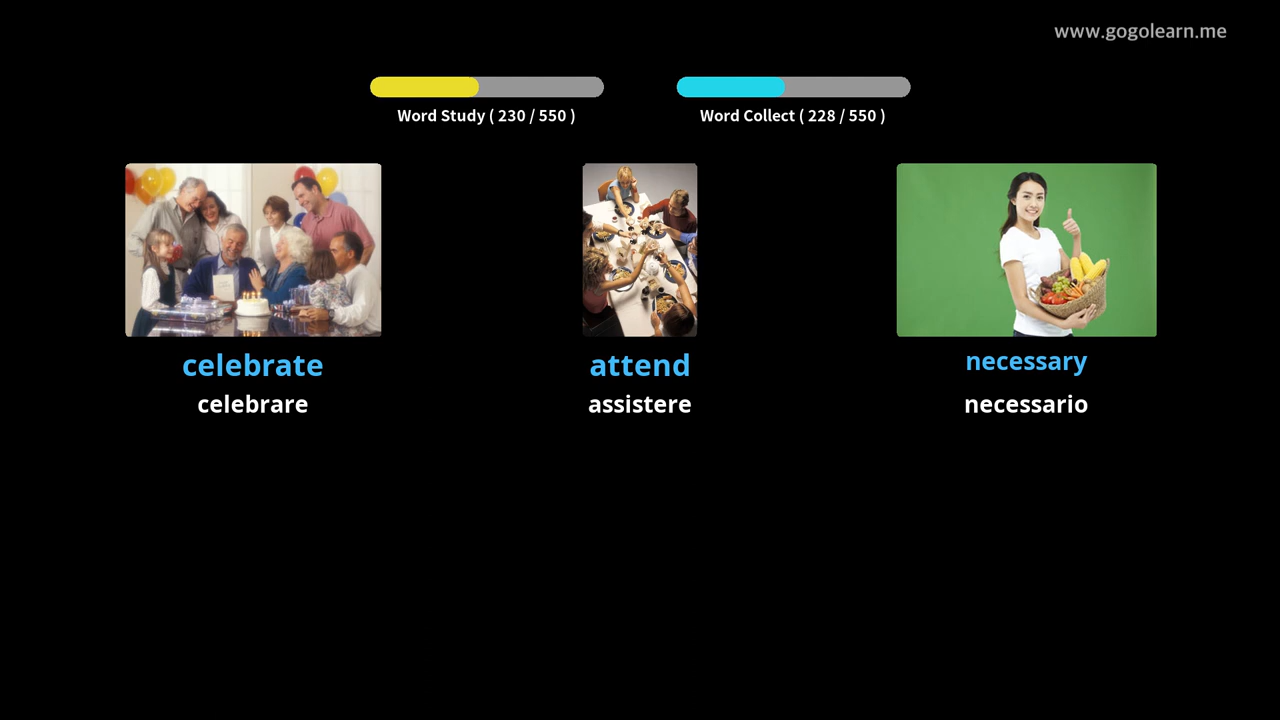 www.gogolearn.me
Word Study ( 230 / 550 )
Word Collect ( 228 / 550 )
celebrate
celebrare
attend
assistere
necessary
necessario